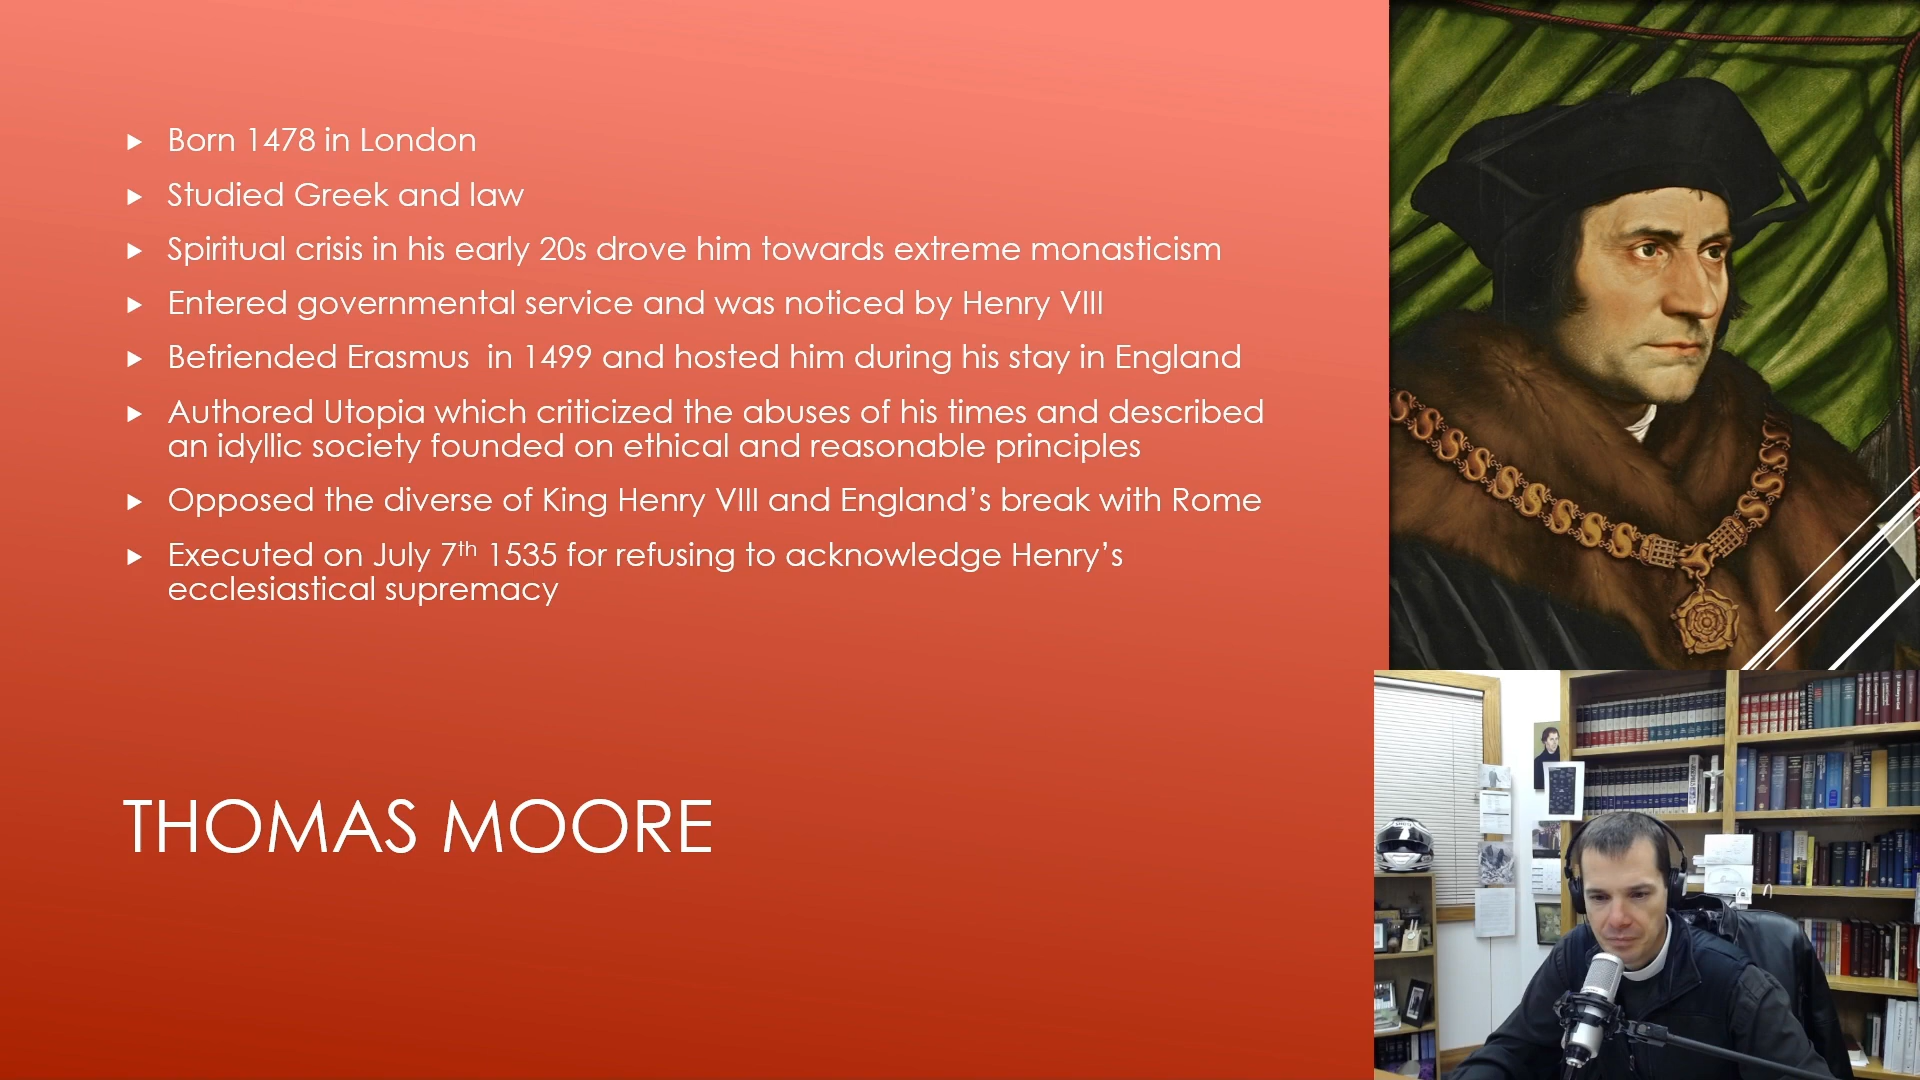 Born 1478 in London
Studied Greek and law
Spiritual crisis in his early 20s drove him towards extreme monasticism
Entered governmental service and was noticed by Henry VIII
Befriended Erasmus  in 1499 and hosted him during his stay in England
Authored Utopia which criticized the abuses of his times and described
an idyllic society founded on ethical and reasonable principles
Opposed the diverse of King Henry VIII and England’s break with Rome
Executed on July 7th 1535 for refusing to acknowledge Henry’s
ecclesiastical supremacy
THOMAS MOORE